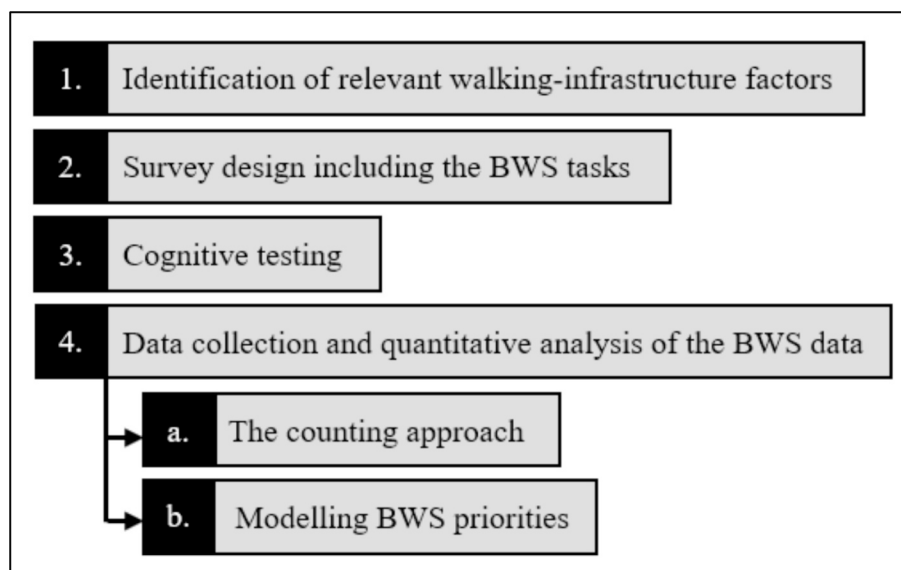 1. Identification of relevant walking-infrastructure factors
2. Survey design including the BWS tasks
3. Cognitive testing
4. Data collection and quantitative analysis of the BWS data
a. The counting approach
b. Modelling BWS priorities